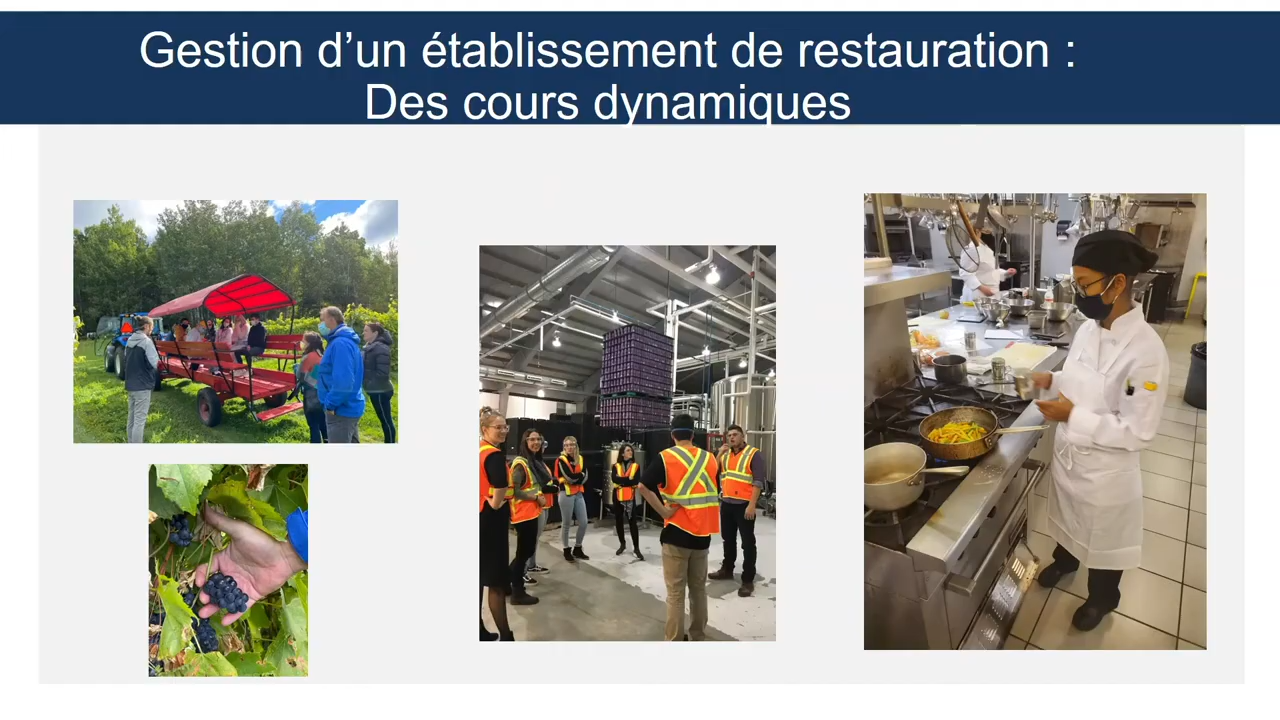 Gestion d’un établissement de restauration :
Des cours dynamiques